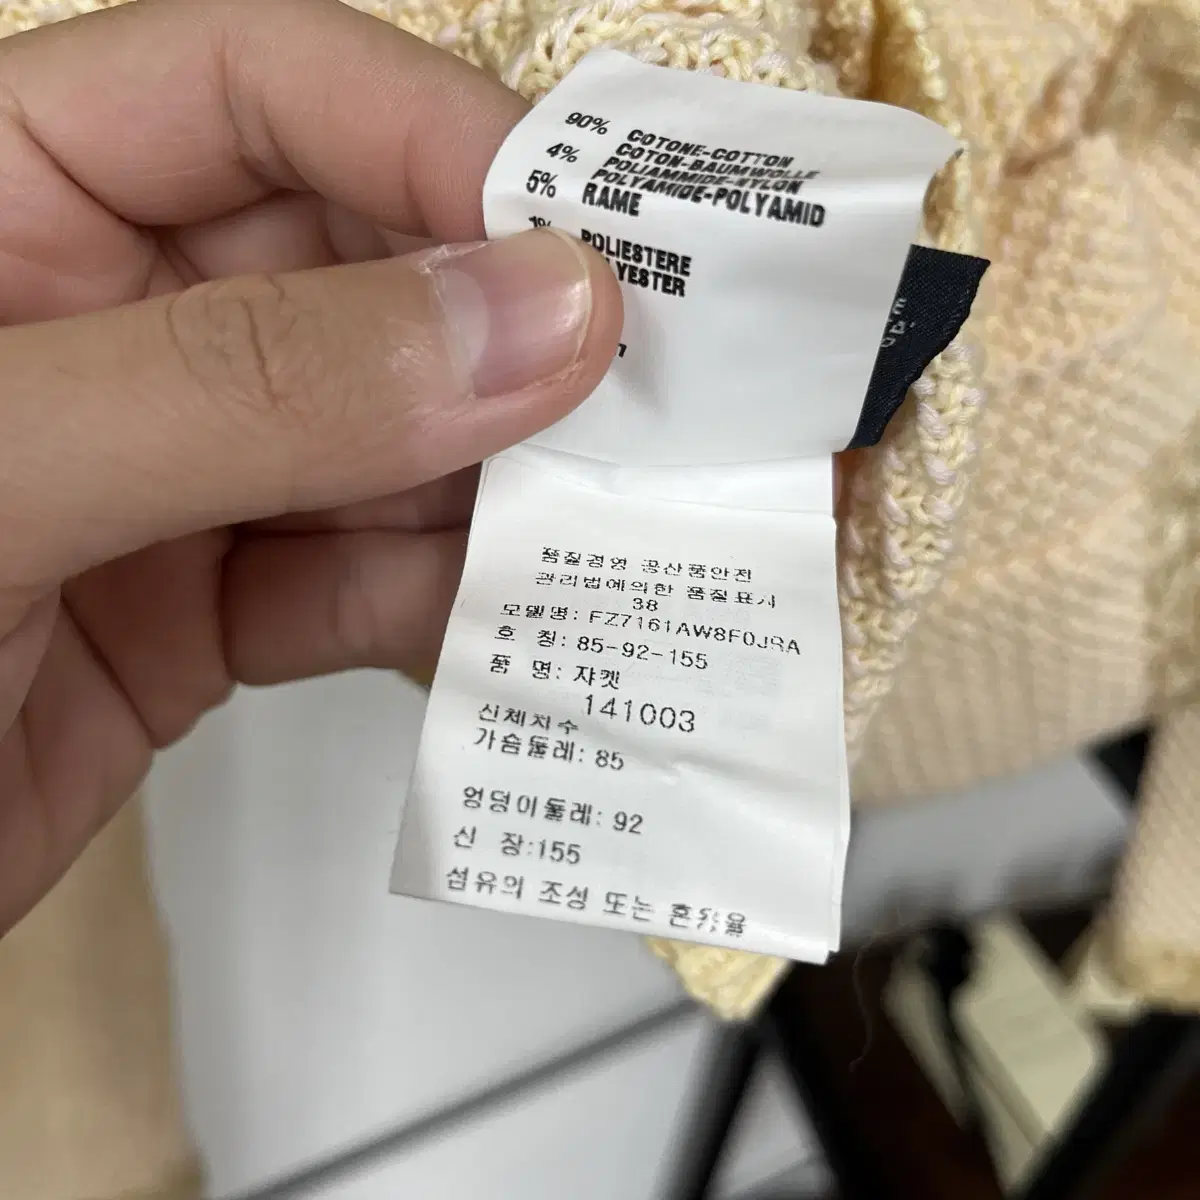 90% COTONE-COTTON
COTON-BAUMWOLLE
4% POLIAMMIDE-NYLON
POLYAMIDE-POLYAMID
5% RAME
1% POLIESTERE
YESTER
품질경영 공산품안전
관리법에의한 품질표시
38
모델명: FZ7161AW8F0JRA
호 칭: 85-92-155
품 명: 쟈켓
141003
신체치수
가슴둘레: 85
엉덩이둘레: 92
신 장:155
섬유의 조성 또는 혼용율